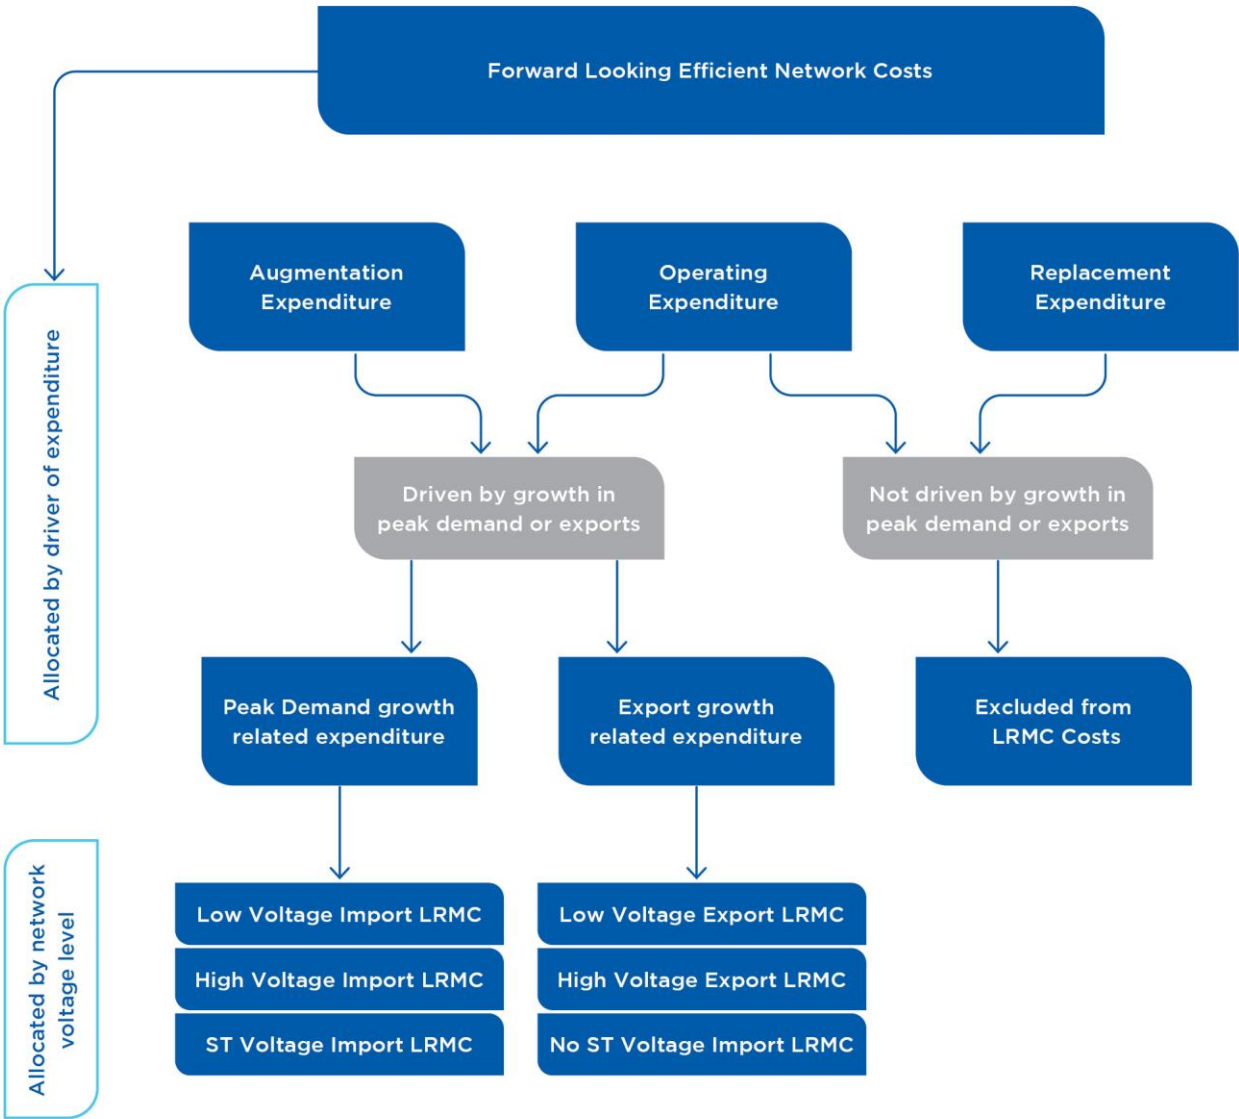 Forward Looking Efficient Network Costs
Augmentation
Expenditure
Operating
Expenditure
Replacement
Expenditure
Allocated by driver of expenditure
Driven by growth in
peak demand or exports
Not driven by growth in
peak demand or exports
Peak Demand growth
related expenditure
Export growth
related expenditure
Excluded from
LRMC Costs
Allocated by network
voltage level
Low Voltage Import LRMC
Low Voltage Export LRMC
High Voltage Import LRMC
High Voltage Export LRMC
ST Voltage Import LRMC
No ST Voltage Import LRMC